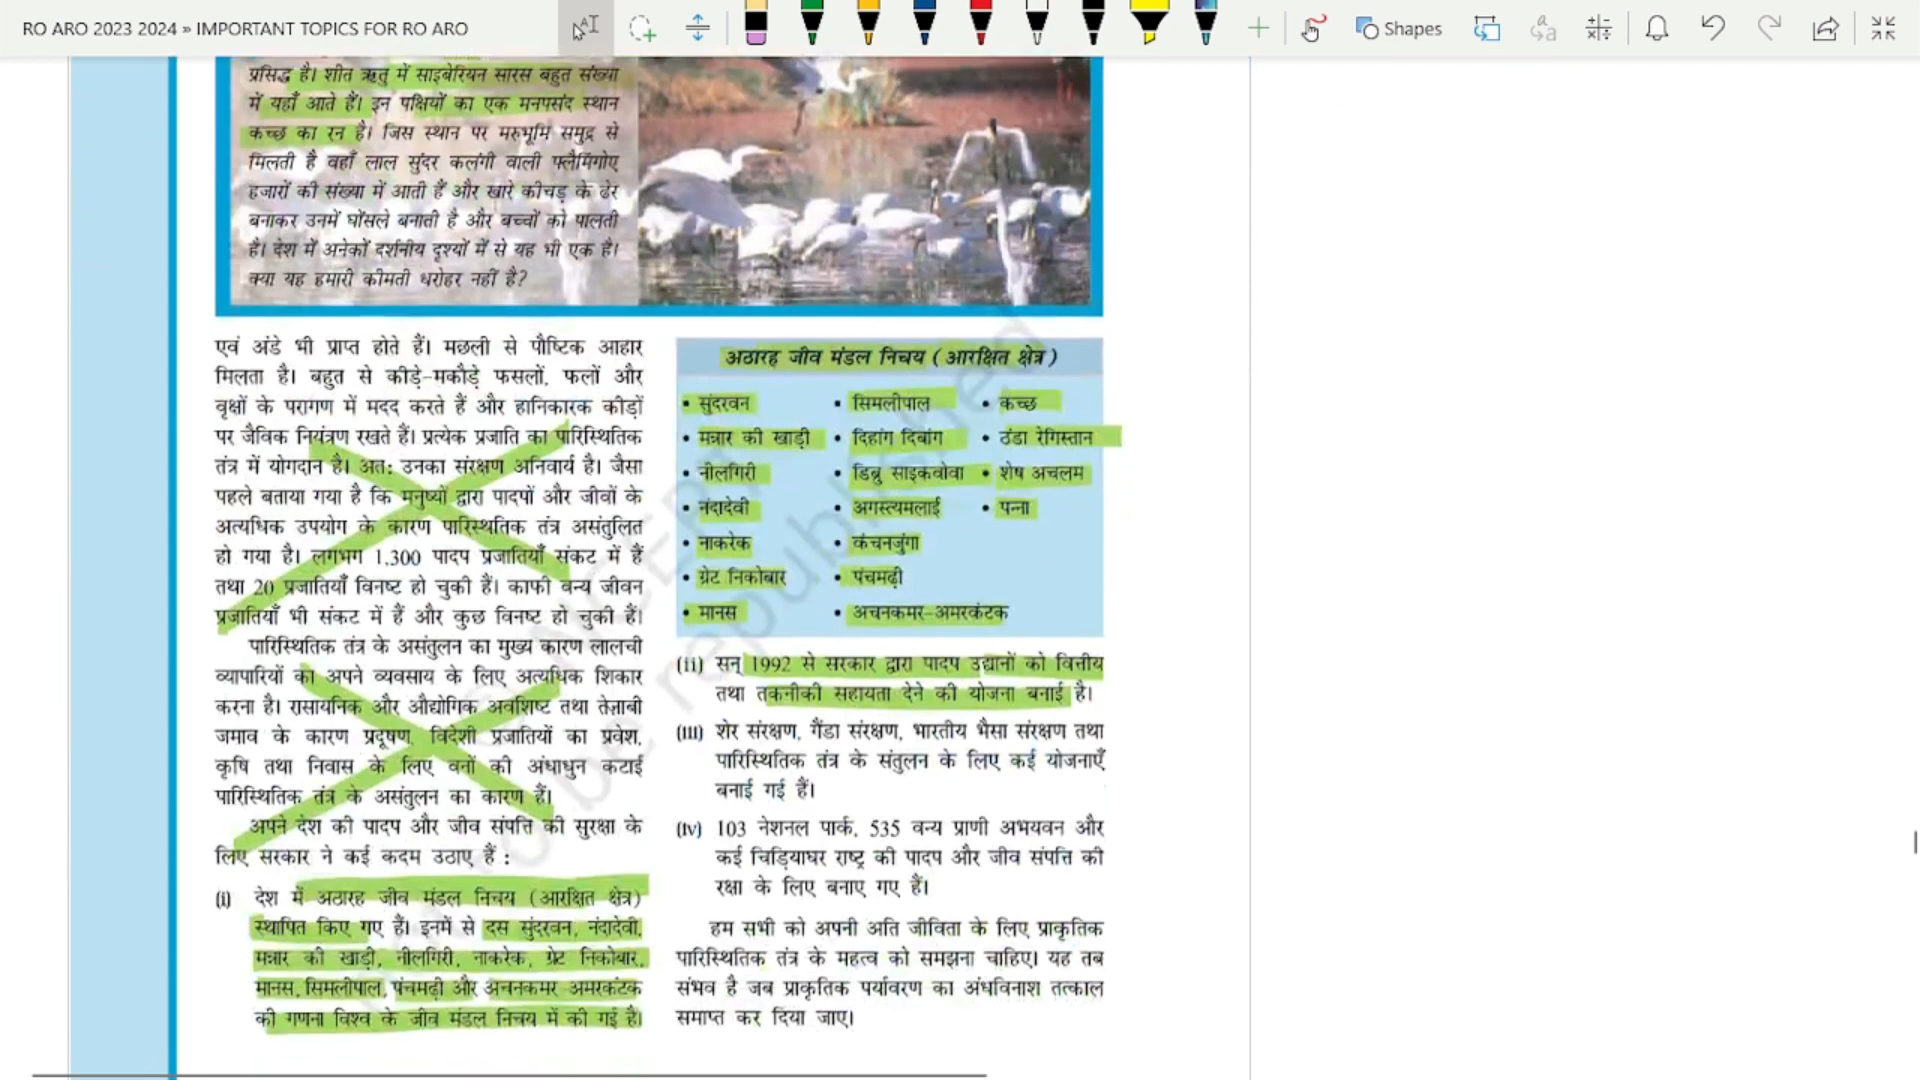 RO ARO 2023 2024 » IMPORTANT TOPICS FOR RO ARO
Shapes
प्रसिद्ध है। शीत ऋतु में साइबेरियन सारस बहुत संख्या
में यहाँ आते हैं। इन पक्षियों का एक मनपसंद स्थान
कच्छ का रन है। जिस स्थान पर मरुभूमि समुद्र से
मिलती है वहाँ लाल सुंदर कलंगी वाली फ्लैमिंगोए
हजारों की संख्या में आती हैं और खारे कीचड़ के ढेर
बनाकर उनमें घोंसले बनाती है और बच्चों को पालती
है। देश में अनेकों दर्शनीय दृश्यों में से यह भी एक है।
क्या यह हमारी कीमती धरोहर नहीं है?
एवं अंडे भी प्राप्त होते हैं। मछली से पौष्टिक आहार
मिलता है। बहुत से कीड़े-मकौड़े फसलों, फलों और
वृक्षों के परागण में मदद करते हैं और हानिकारक कीड़ों
पर जैविक नियंत्रण रखते हैं। प्रत्येक प्रजाति का पारिस्थितिक
तंत्र में योगदान है। अत: उनका संरक्षण अनिवार्य है। जैसा
पहले बताया गया है कि मनुष्यों द्वारा पादपों और जीवों के
अत्यधिक उपयोग के कारण पारिस्थतिक तंत्र असंतुलित
हो गया है। लगभग 1,300 पादप प्रजातियाँ संकट में हैं
तथा 20 प्रजातियाँ विनष्ट हो चुकी हैं। काफी वन्य जीवन
प्रजातियाँ भी संकट में हैं और कुछ विनष्ट हो चुकी हैं।
पारिस्थितिक तंत्र के असंतुलन का मुख्य कारण लालची
व्यापारियों का अपने व्यवसाय के लिए अत्यधिक शिकार
करना है। रासायनिक और औद्योगिक अवशिष्ट तथा तेज़ाबी
जमाव के कारण प्रदूषण, विदेशी प्रजातियों का प्रवेश,
कृषि तथा निवास के लिए वनों की अंधाधुन कटाई
पारिस्थितिक तंत्र के असंतुलन का कारण हैं।
अपने देश की पादप और जीव संपत्ति की सुरक्षा के
लिए सरकार ने कई कदम उठाए हैं :
(i) देश में अठारह जीव मंडल निचय (आरक्षित क्षेत्र)
स्थापित किए गए हैं। इनमें से दस सुंदरवन, नंदादेवी,
मन्नार की खाड़ी, नीलगिरी, नाकरेक, ग्रेट निकोबार,
मानस, सिमलीपाल, पंचमढ़ी और अचनकमर-अमरकंटक
की गणना विश्व के जीव मंडल निचय में की गई है।
अठारह जीव मंडल निचय (आरक्षित क्षेत्र)
• सुंदरवन • सिमलीपाल • कच्छ
• मन्नार की खाड़ी • दिहांग दिबांग • ठंडा रेगिस्तान
• नीलगिरी • डिब्रु साइकवोवा • शेष अचलम
• नंदादेवी • अगस्त्यमलाई • पन्ना
• नाकरेक • कंचनजुंगा
• ग्रेट निकोबार • पंचमढ़ी
• मानस • अचनकमर-अमरकंटक
(ii) सन् 1992 से सरकार द्वारा पादप उद्यानों को वित्तीय
तथा तकनीकी सहायता देने की योजना बनाई है।
(iii) शेर संरक्षण, गैंडा संरक्षण, भारतीय भैसा संरक्षण तथा
पारिस्थितिक तंत्र के संतुलन के लिए कई योजनाएँ
बनाई गई हैं।
(iv) 103 नेशनल पार्क, 535 वन्य प्राणी अभयवन और
कई चिड़ियाघर राष्ट्र की पादप और जीव संपत्ति की
रक्षा के लिए बनाए गए हैं।
हम सभी को अपनी अति जीविता के लिए प्राकृतिक
पारिस्थितिक तंत्र के महत्व को समझना चाहिए। यह तब
संभव है जब प्राकृतिक पर्यावरण का अंधविनाश तत्काल
समाप्त कर दिया जाए।